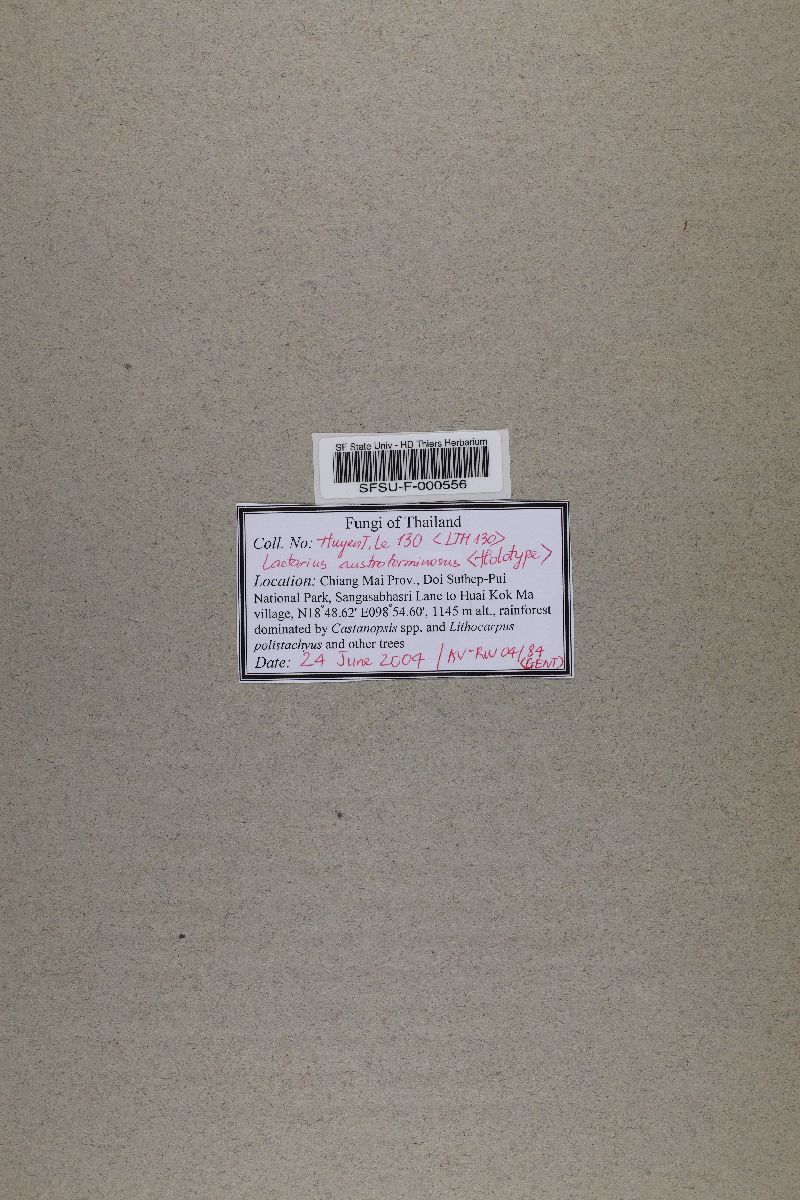 SF State Univ - HD Thiers Herbarium
SFSU-F-000556
Fungi of Thailand
Coll. No: Huyen T. Le 130 <LTH 130>
Lactarius austrotorminosus <Holotype>
Location: Chiang Mai Prov., Doi Suthep-Pui
National Park, Sangasabhasri Lane to Huai Kok Ma
village, N18°48.62' E098°54.60', 1145 m alt., rainforest
dominated by Castanopsis spp. and Lithocarpus
polistachyus and other trees
Date: 24 June 2004 / AV-RW 04/84
(GENT)